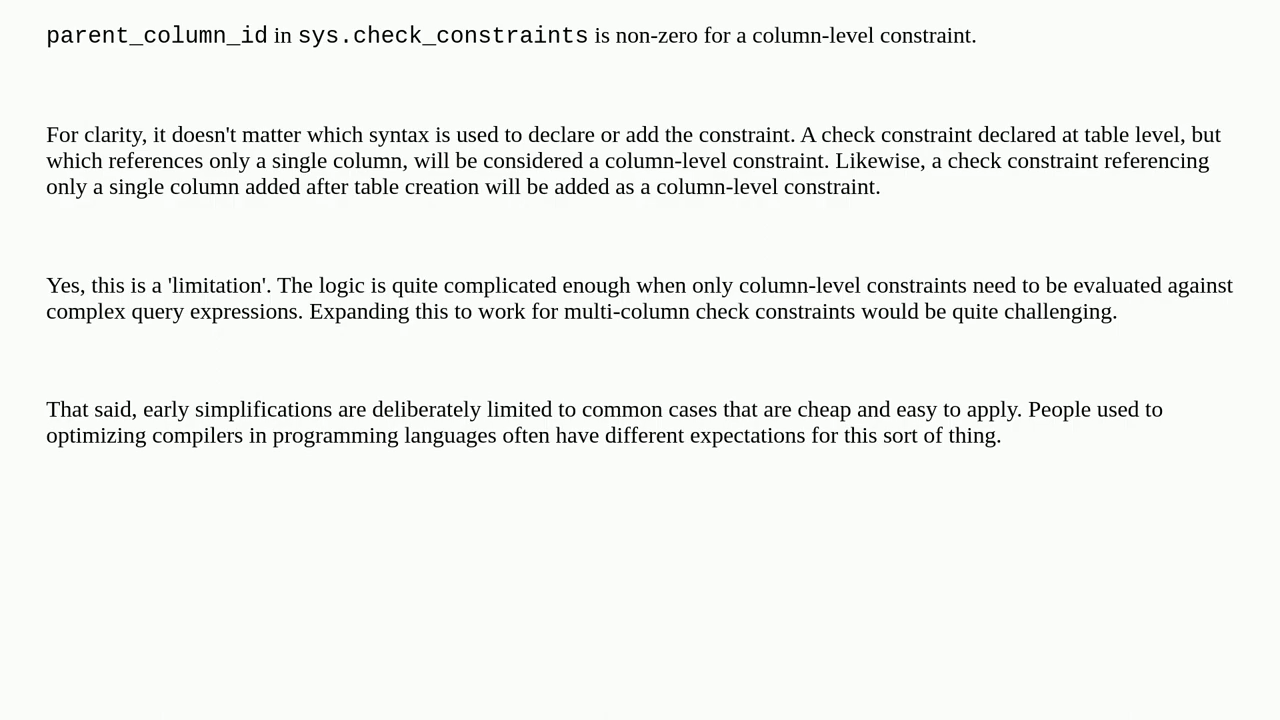 parent_column_id in sys.check_constraints is non-zero for a column-level constraint.
For clarity, it doesn't matter which syntax is used to declare or add the constraint. A check constraint declared at table level, but
which references only a single column, will be considered a column-level constraint. Likewise, a check constraint referencing
only a single column added after table creation will be added as a column-level constraint.
Yes, this is a 'limitation'. The logic is quite complicated enough when only column-level constraints need to be evaluated against
complex query expressions. Expanding this to work for multi-column check constraints would be quite challenging.
That said, early simplifications are deliberately limited to common cases that are cheap and easy to apply. People used to
optimizing compilers in programming languages often have different expectations for this sort of thing.